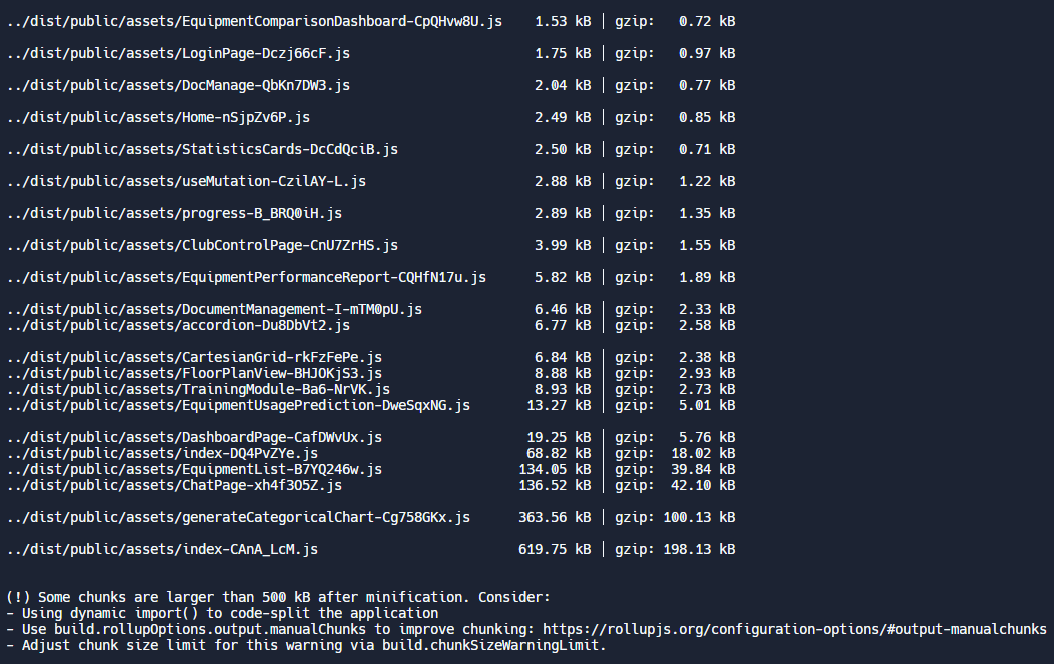 ../dist/public/assets/EquipmentComparisonDashboard-CpQHvw8U.js 1.53 kB │ gzip: 0.72 kB
../dist/public/assets/LoginPage-Dczj66cF.js 1.75 kB │ gzip: 0.97 kB
../dist/public/assets/DocManage-QbKn7DW3.js 2.04 kB │ gzip: 0.77 kB
../dist/public/assets/Home-nSjpZv6P.js 2.49 kB │ gzip: 0.85 kB
../dist/public/assets/StatisticsCards-DcCdQciB.js 2.50 kB │ gzip: 0.71 kB
../dist/public/assets/useMutation-CzilAY-L.js 2.88 kB │ gzip: 1.22 kB
../dist/public/assets/progress-B_BRQ0iH.js 2.89 kB │ gzip: 1.35 kB
../dist/public/assets/ClubControlPage-CnU7ZrHS.js 3.99 kB │ gzip: 1.55 kB
../dist/public/assets/EquipmentPerformanceReport-CQHfN17u.js 5.82 kB │ gzip: 1.89 kB
../dist/public/assets/DocumentManagement-I-mTM0pU.js 6.46 kB │ gzip: 2.33 kB
../dist/public/assets/accordion-Du8DbVt2.js 6.77 kB │ gzip: 2.58 kB
../dist/public/assets/CartesianGrid-rkFzFePe.js 6.84 kB │ gzip: 2.38 kB
../dist/public/assets/FloorPlanView-BHJOKjS3.js 8.88 kB │ gzip: 2.93 kB
../dist/public/assets/TrainingModule-Ba6-NrVK.js 8.93 kB │ gzip: 2.73 kB
../dist/public/assets/EquipmentUsagePrediction-DweSqxNG.js 13.27 kB │ gzip: 5.01 kB
../dist/public/assets/DashboardPage-CafDWvUx.js 19.25 kB │ gzip: 5.76 kB
../dist/public/assets/index-DQ4PvZYe.js 68.82 kB │ gzip: 18.02 kB
../dist/public/assets/EquipmentList-B7YQ246w.js 134.05 kB │ gzip: 39.84 kB
../dist/public/assets/ChatPage-xh4f3O5Z.js 136.52 kB │ gzip: 42.10 kB
../dist/public/assets/generateCategoricalChart-Cg758GKx.js 363.56 kB │ gzip: 100.13 kB
../dist/public/assets/index-CAnA_LcM.js 619.75 kB │ gzip: 198.13 kB
(!) Some chunks are larger than 500 kB after minification. Consider:
- Using dynamic import() to code-split the application
- Use build.rollupOptions.output.manualChunks to improve chunking: https://rollupjs.org/configuration-options/#output-manualchunks
- Adjust chunk size limit for this warning via build.chunkSizeWarningLimit.